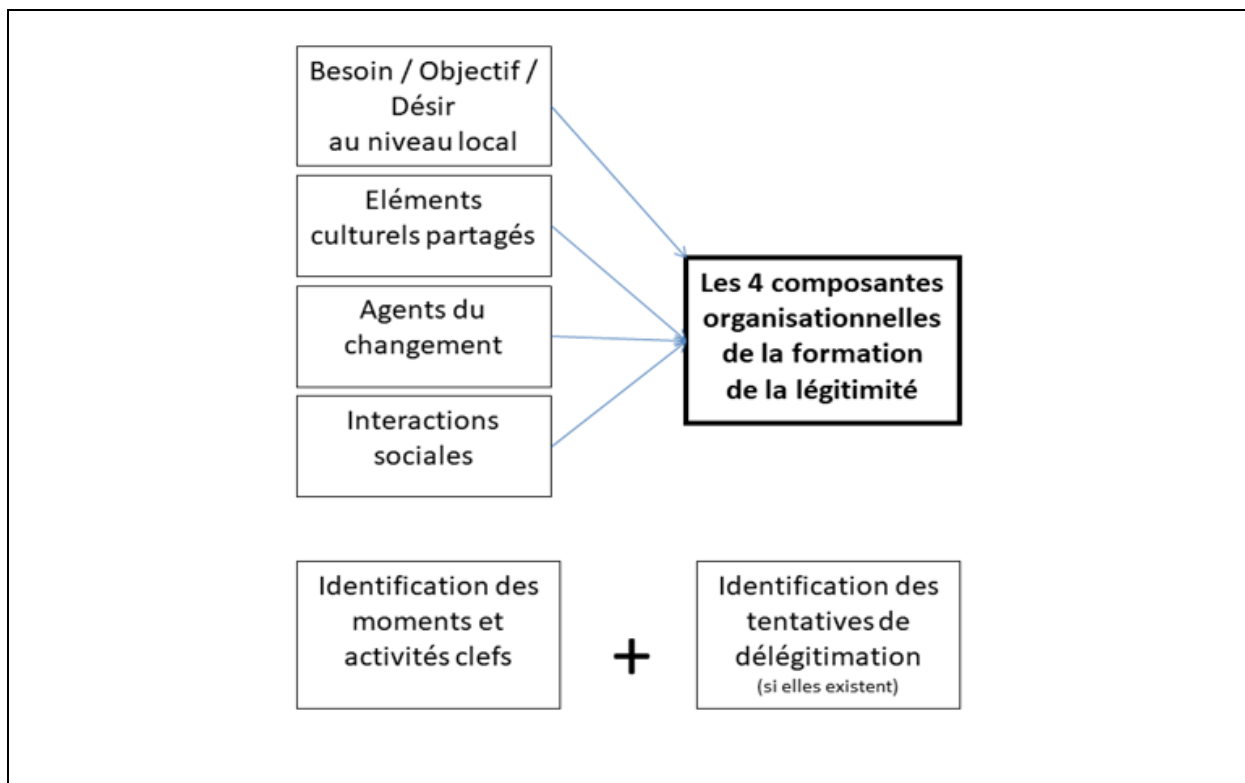 Besoin / Objectif /
Désir
au niveau local
Eléments
culturels partagés
Agents du
changement
Interactions
sociales
Les 4 composantes
organisationnelles
de la formation
de la légitimité
Identification des
moments et
activités clefs
+
Identification des
tentatives de
délégitimation
(si elles existent)